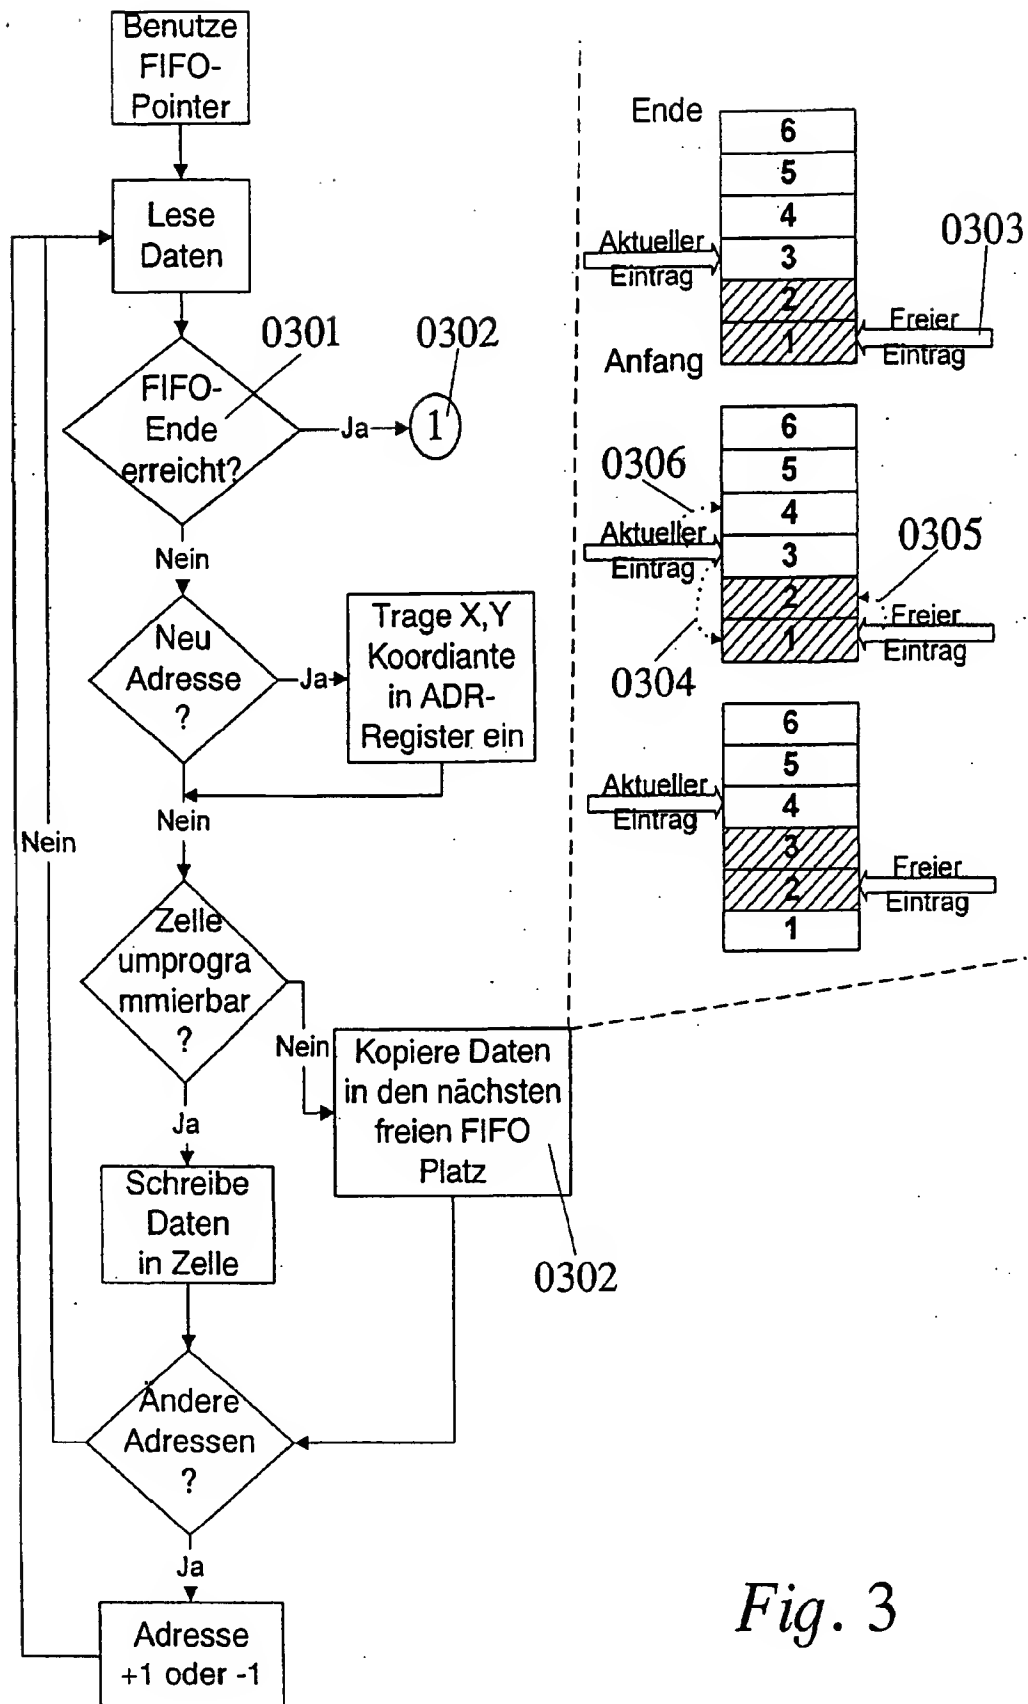 Benutze
FIFO-
Pointer
Lese
Daten
0301
0302
FIFO-
Ende
erreicht?
Ja
1
Nein
Neu
Adresse
?
Ja
Trage X,Y
Koordiante
in ADR-
Register ein
Nein
Nein
Zelle
umprogra
mmierbar
?
Nein
Kopiere Daten
in den nächsten
freien FIFO
Platz
0302
Ja
Schreibe
Daten
in Zelle
Ändere
Adressen
?
Ja
Adresse
+1 oder -1
Ende
6
5
4
3
2
1
Aktueller
Eintrag
0303
Freier
Eintrag
Anfang
6
5
4
3
2
1
0306
Aktueller
Eintrag
0305
0304
Freier
Eintrag
6
5
4
3
2
1
Aktueller
Eintrag
Freier
Eintrag
Fig. 3